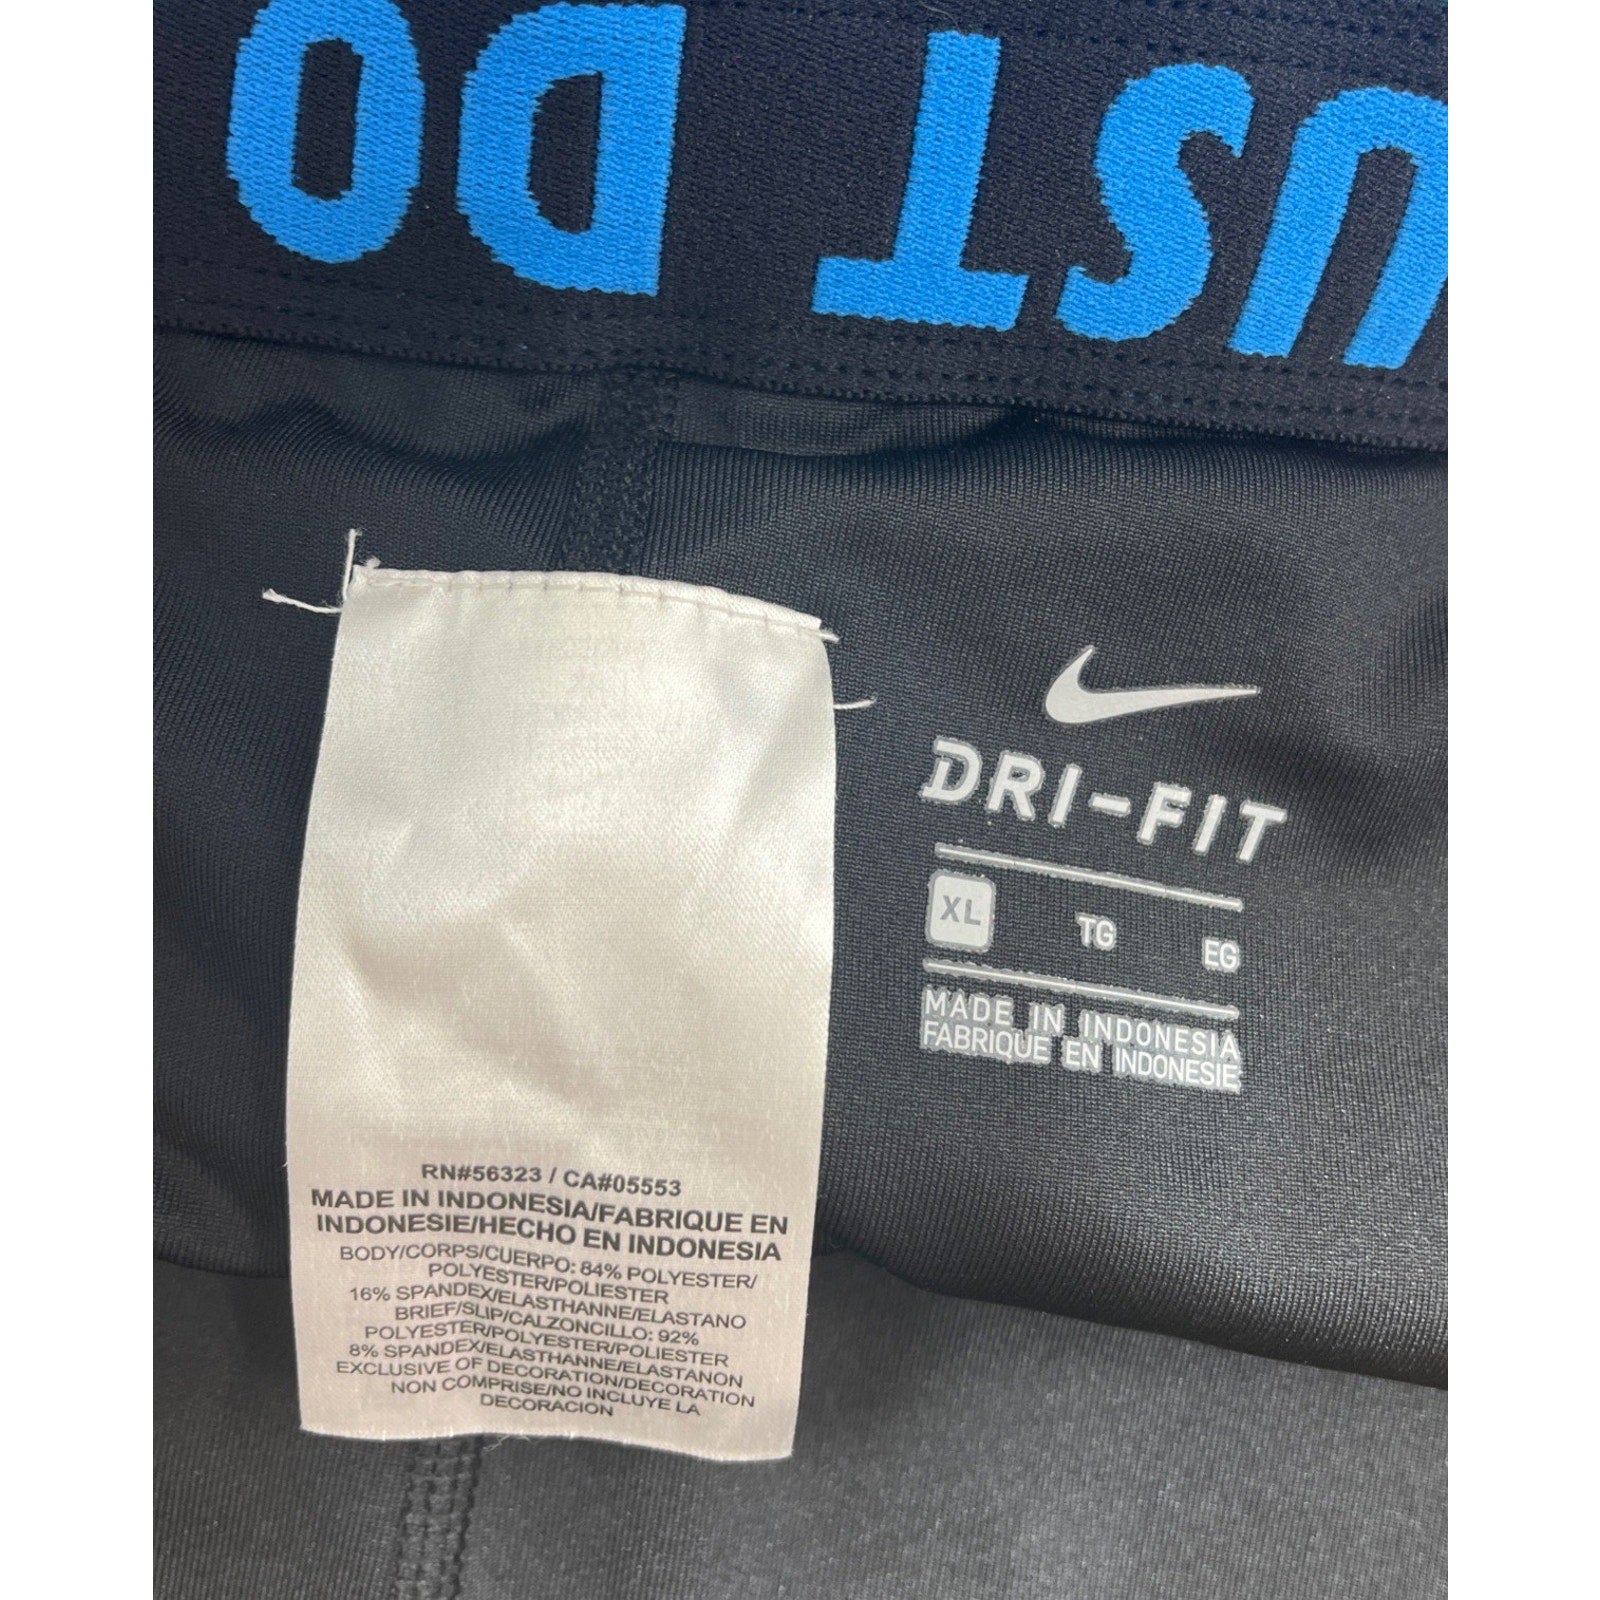 JUST DO
DRI-FIT
XL TG EG
MADE IN INDONESIA
FABRIQUE EN INDONESIE
RN#56323 / CA#05553
MADE IN INDONESIA/FABRIQUE EN
INDONESIE/HECHO EN INDONESIA
BODY/CORPS/CUERPO: 84% POLYESTER/
POLYESTER/POLIESTER
16% SPANDEX/ELASTHANNE/ELASTANO
BRIEF/SLIP/CALZONCILLO: 92%
POLYESTER/POLYESTER/POLIESTER
8% SPANDEX/ELASTHANNE/ELASTANON
EXCLUSIVE OF DECORATION/DECORATION
NON COMPRISE/NO INCLUYE LA
DECORACION